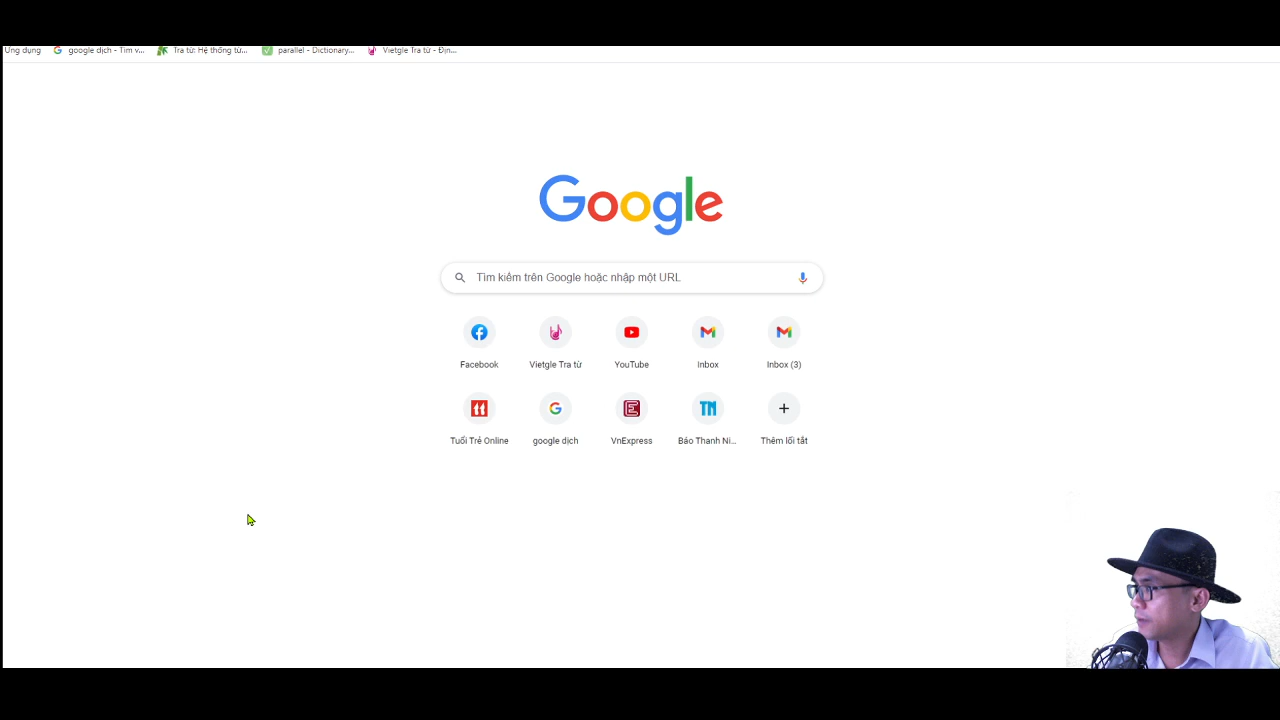 Ứng dụng google dịch - Tìm v... Tra từ: Hệ thống từ... parallel - Dictionary... Vietgle Tra từ - Địn...
Google
Tìm kiếm trên Google hoặc nhập một URL
Facebook Vietgle Tra từ YouTube Inbox Inbox (3)
Tuổi Trẻ Online google dịch VnExpress Báo Thanh Ni... Thêm lối tắt